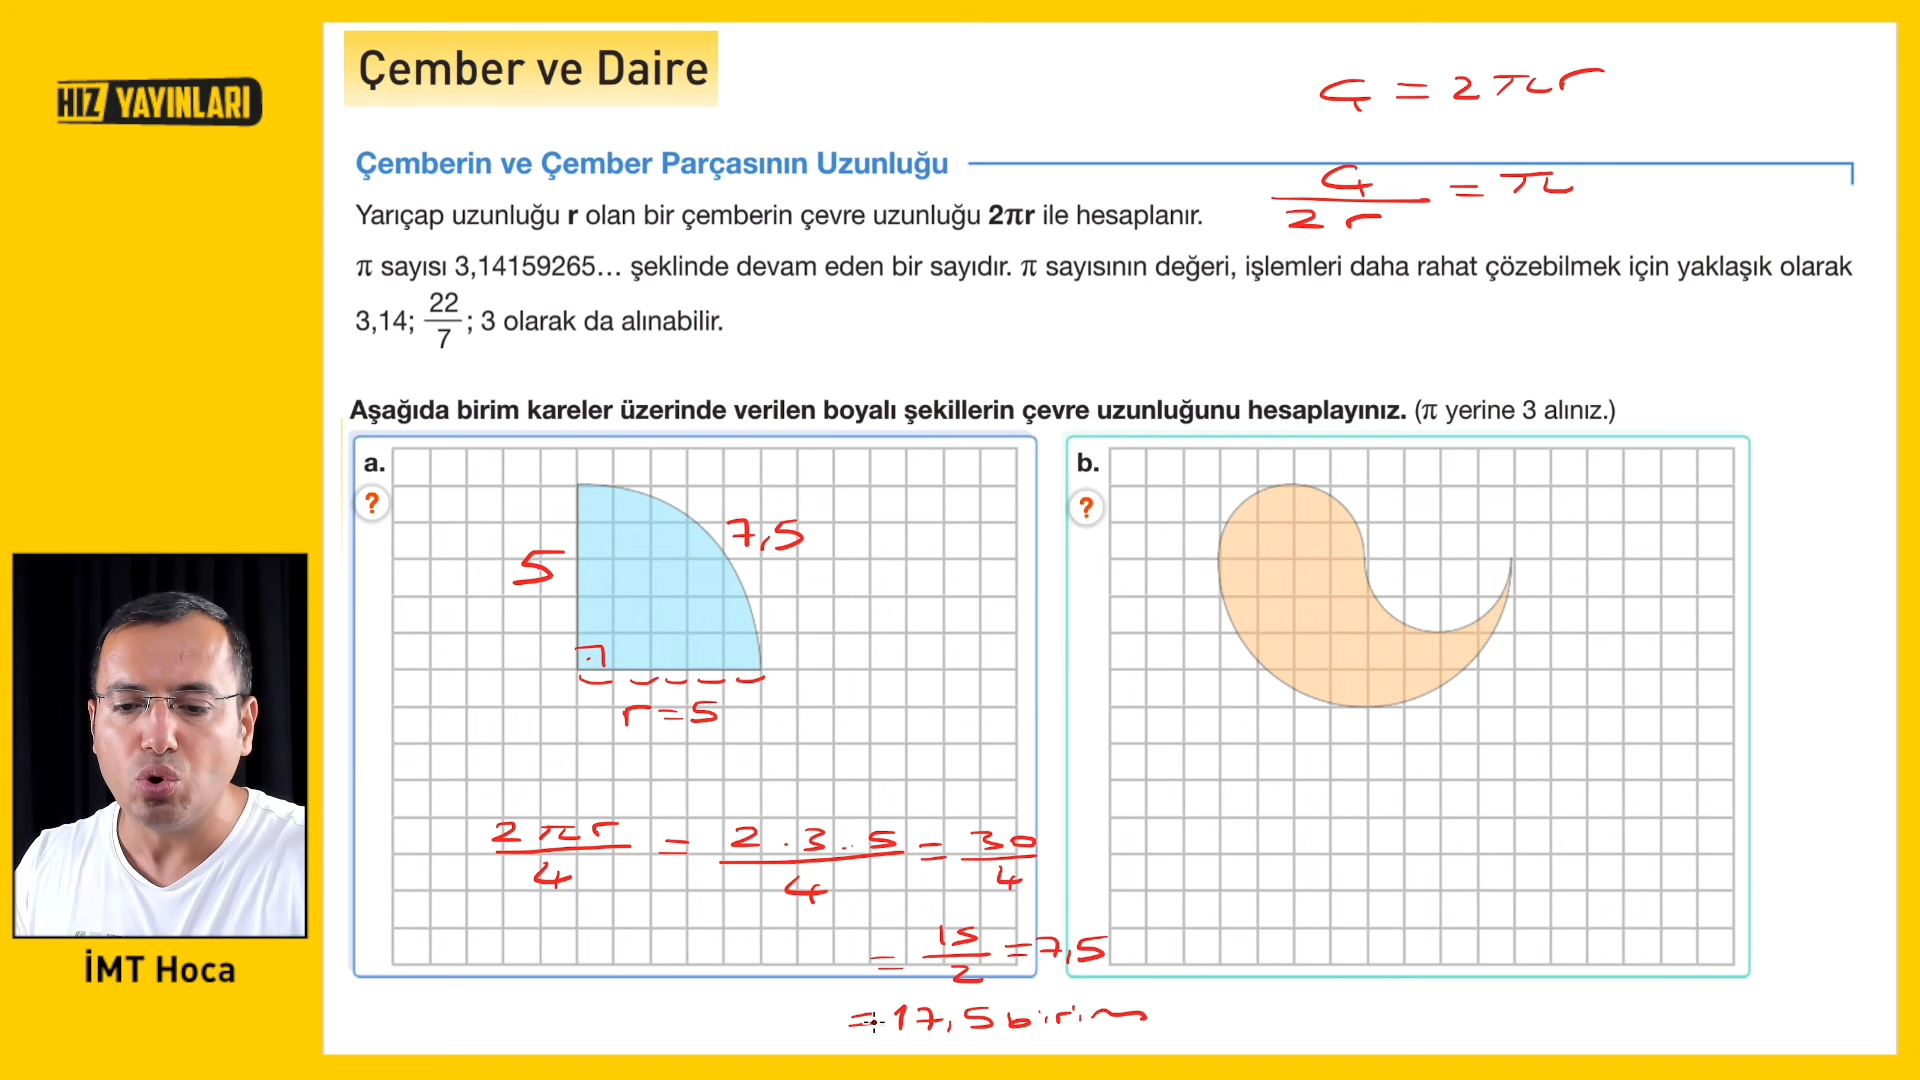 HIZ YAYINLARI
Çember ve Daire
Ç = 2πr
Çemberin ve Çember Parçasının Uzunluğu
Ç / 2r = π
Yarıçap uzunluğu r olan bir çemberin çevre uzunluğu 2πr ile hesaplanır.
π sayısı 3,14159265... şeklinde devam eden bir sayıdır. π sayısının değeri, işlemleri daha rahat çözebilmek için yaklaşık olarak
3,14; 22/7; 3 olarak da alınabilir.
Aşağıda birim kareler üzerinde verilen boyalı şekillerin çevre uzunluğunu hesaplayınız. (π yerine 3 alınız.)
a.
?
5
7,5
r=5
2πr/4 = 2.3.5/4 = 30/4
= 15/2 = 7,5
= 17,5 birim
b.
?
İMT Hoca